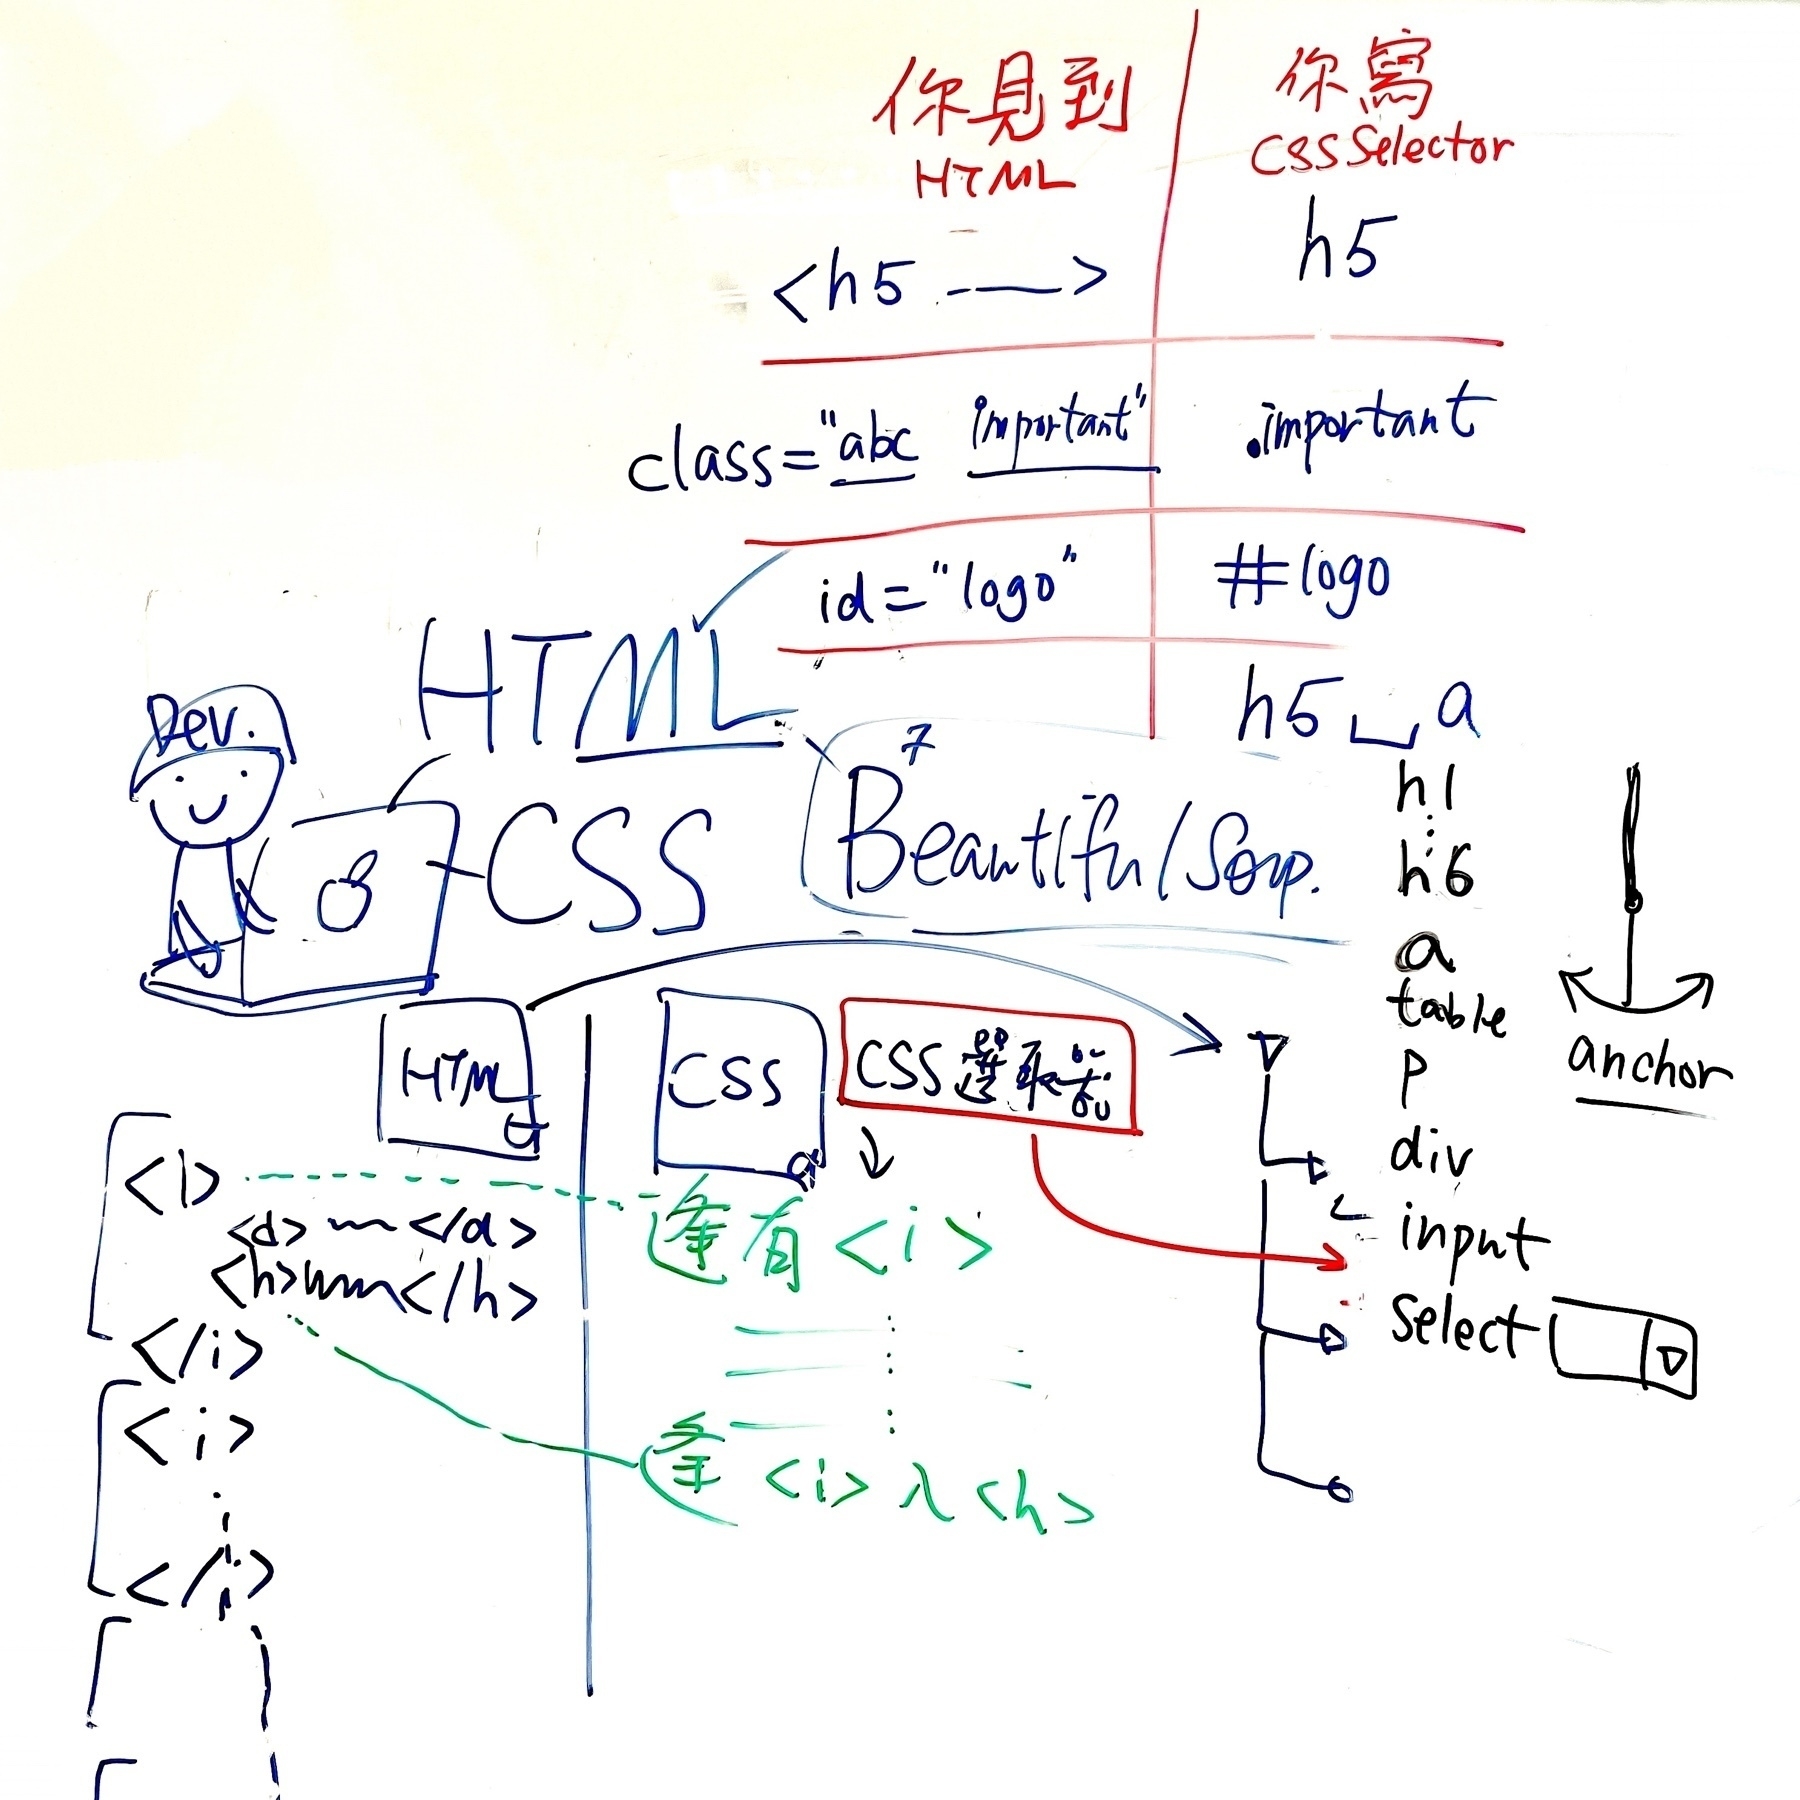 你見到
HTML
你寫
CSS Selector
<h5 ——>
h5
class="abc important"
.important
id="logo"
#logo
h5␣a
HTML
Dev.
CSS
Beautiful Soup.
h1
⋮
h6
a
table
p
div
input
select
anchor
HTML
CSS
CSS選取器
<a> </a>
<h> </h>
</i>
<i>
</i>
逢有 <i>
逢 <i> 入 <h>